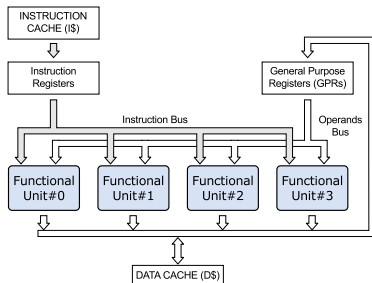 INSTRUCTION
CACHE (I$)
Instruction
Registers
General Purpose
Registers (GPRs)
Instruction Bus
Operands
Bus
Functional
Unit#0
Functional
Unit#1
Functional
Unit#2
Functional
Unit#3
DATA CACHE (D$)